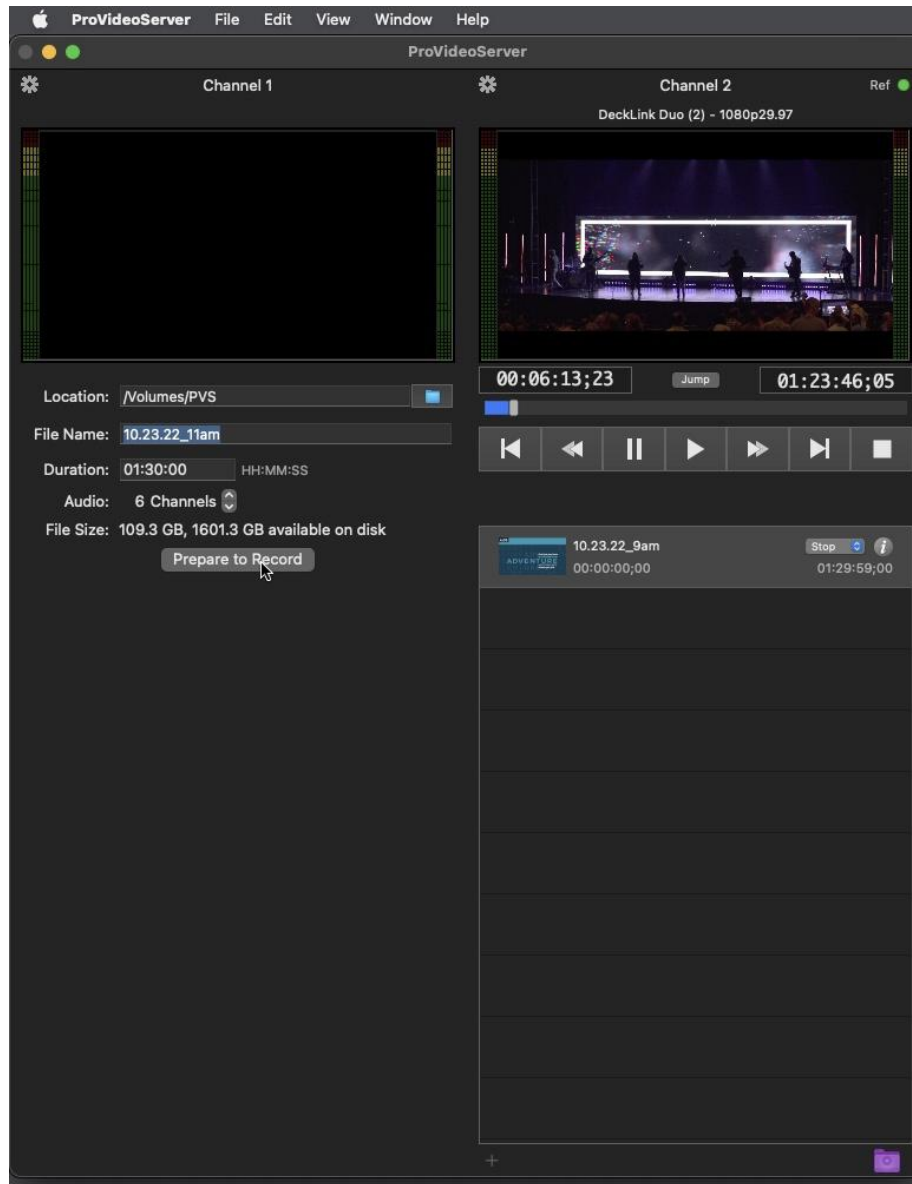 ProVideoServer File Edit View Window Help
ProVideoServer
Channel 1
Channel 2
Ref
DeckLink Duo (2) - 1080p29.97
00:06:13;23
Jump
01:23:46;05
Location: /Volumes/PVS
File Name: 10.23.22_11am
Duration: 01:30:00 HH:MM:SS
Audio: 6 Channels
File Size: 109.3 GB, 1601.3 GB available on disk
Prepare to Record
ADVENTURE
10.23.22_9am
Stop
i
00:00:00;00
01:29:59;00
+